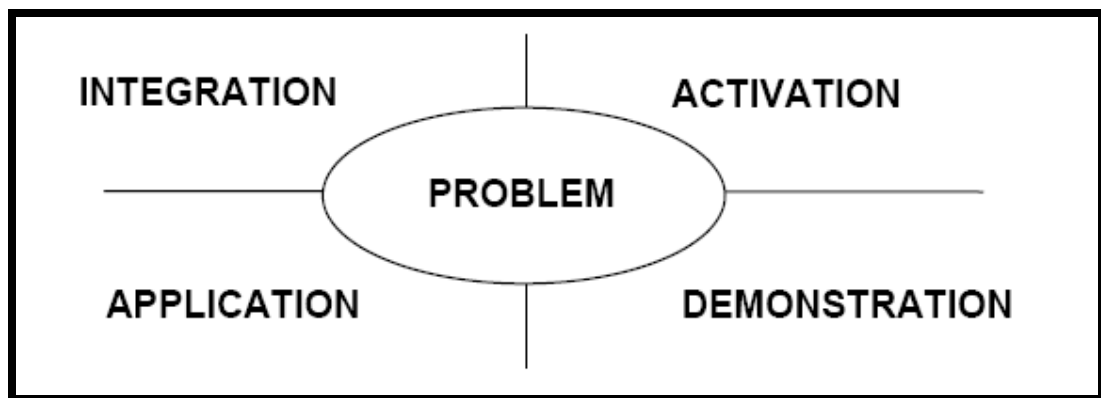 INTEGRATION
ACTIVATION
PROBLEM
APPLICATION
DEMONSTRATION